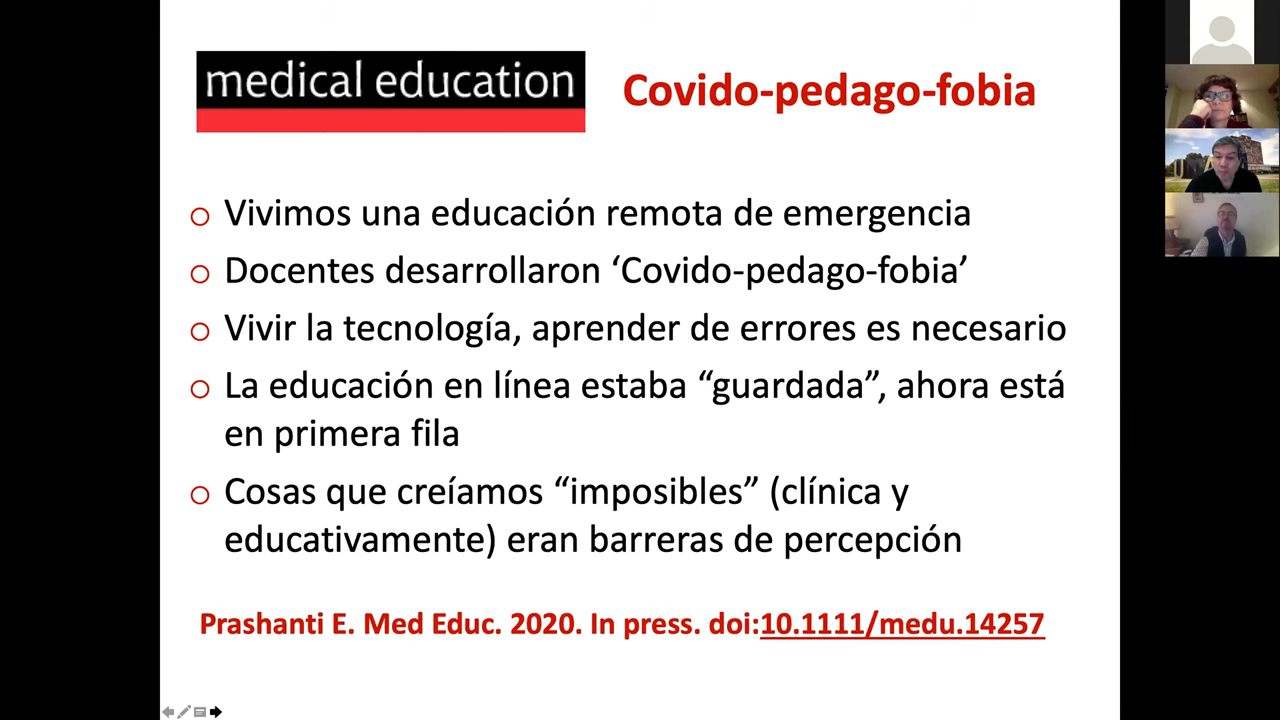 medical education
Covido-pedago-fobia
Vivimos una educación remota de emergencia
Docentes desarrollaron ‘Covido-pedago-fobia’
Vivir la tecnología, aprender de errores es necesario
La educación en línea estaba “guardada”, ahora está
en primera fila
Cosas que creíamos “imposibles” (clínica y
educativamente) eran barreras de percepción
Prashanti E. Med Educ. 2020. In press. doi:10.1111/medu.14257